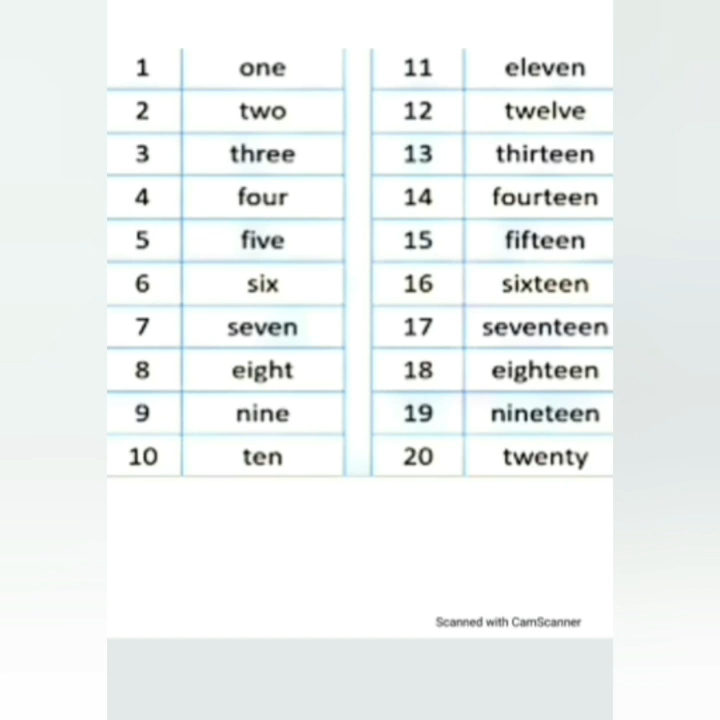 1 one 11 eleven
2 two 12 twelve
3 three 13 thirteen
4 four 14 fourteen
5 five 15 fifteen
6 six 16 sixteen
7 seven 17 seventeen
8 eight 18 eighteen
9 nine 19 nineteen
10 ten 20 twenty
Scanned with CamScanner